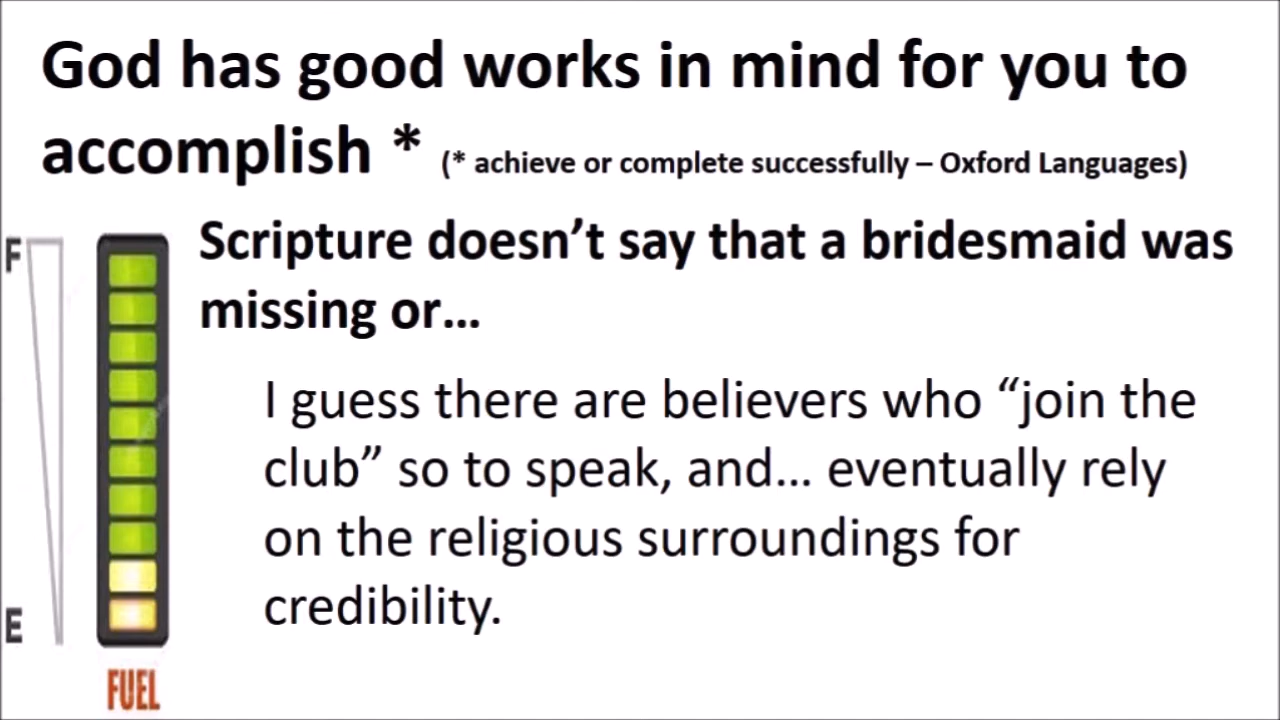 God has good works in mind for you to
accomplish * (* achieve or complete successfully – Oxford Languages)
Scripture doesn’t say that a bridesmaid was
missing or…
I guess there are believers who “join the
club” so to speak, and… eventually rely
on the religious surroundings for
credibility.
F
E
FUEL